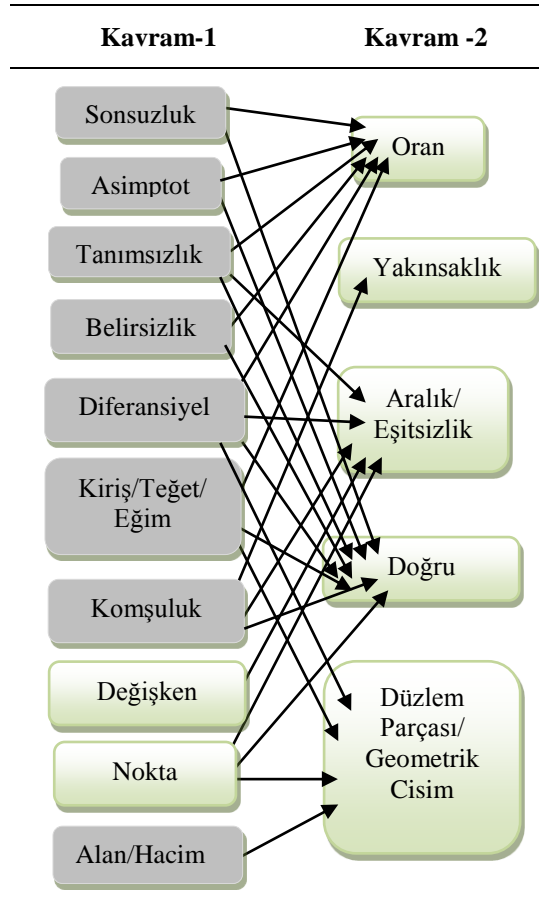 Kavram-1
Kavram -2
Sonsuzluk
Asimptot
Tanımsızlık
Belirsizlik
Diferansiyel
Kiriş/Teğet/
Eğim
Komşuluk
Değişken
Nokta
Alan/Hacim
Oran
Yakınsaklık
Aralık/
Eşitsizlik
Doğru
Düzlem
Parçası/
Geometrik
Cisim